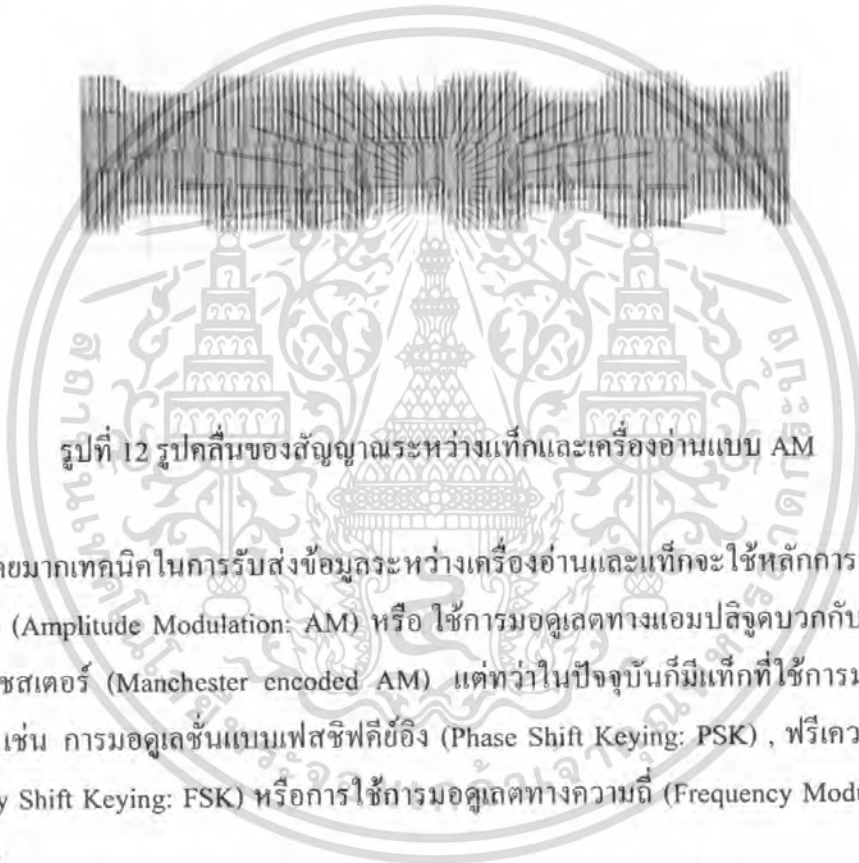 รูปที่ 12 รูปคลื่นของสัญญาณระหว่างแท็กและเครื่องอ่านแบบ AM
ยมากเทคนิคในการรับส่งข้อมูลระหว่างเครื่องอ่านและแท็กจะใช้หลักการ
(Amplitude Modulation: AM) หรือ ใช้การมอดูเลตทางแอมปลิจูดบวกกับ
ชสเตอร์ (Manchester encoded AM) แต่ทว่าในปัจจุบันก็มีแท็กที่ใช้การม
เช่น การมอดูเลชั่นแบบเฟสชิฟคีย์อิง (Phase Shift Keying: PSK) , ฟรีเคว
y Shift Keying: FSK) หรือการใช้การมอดูเลตทางความถี่ (Frequency Modu